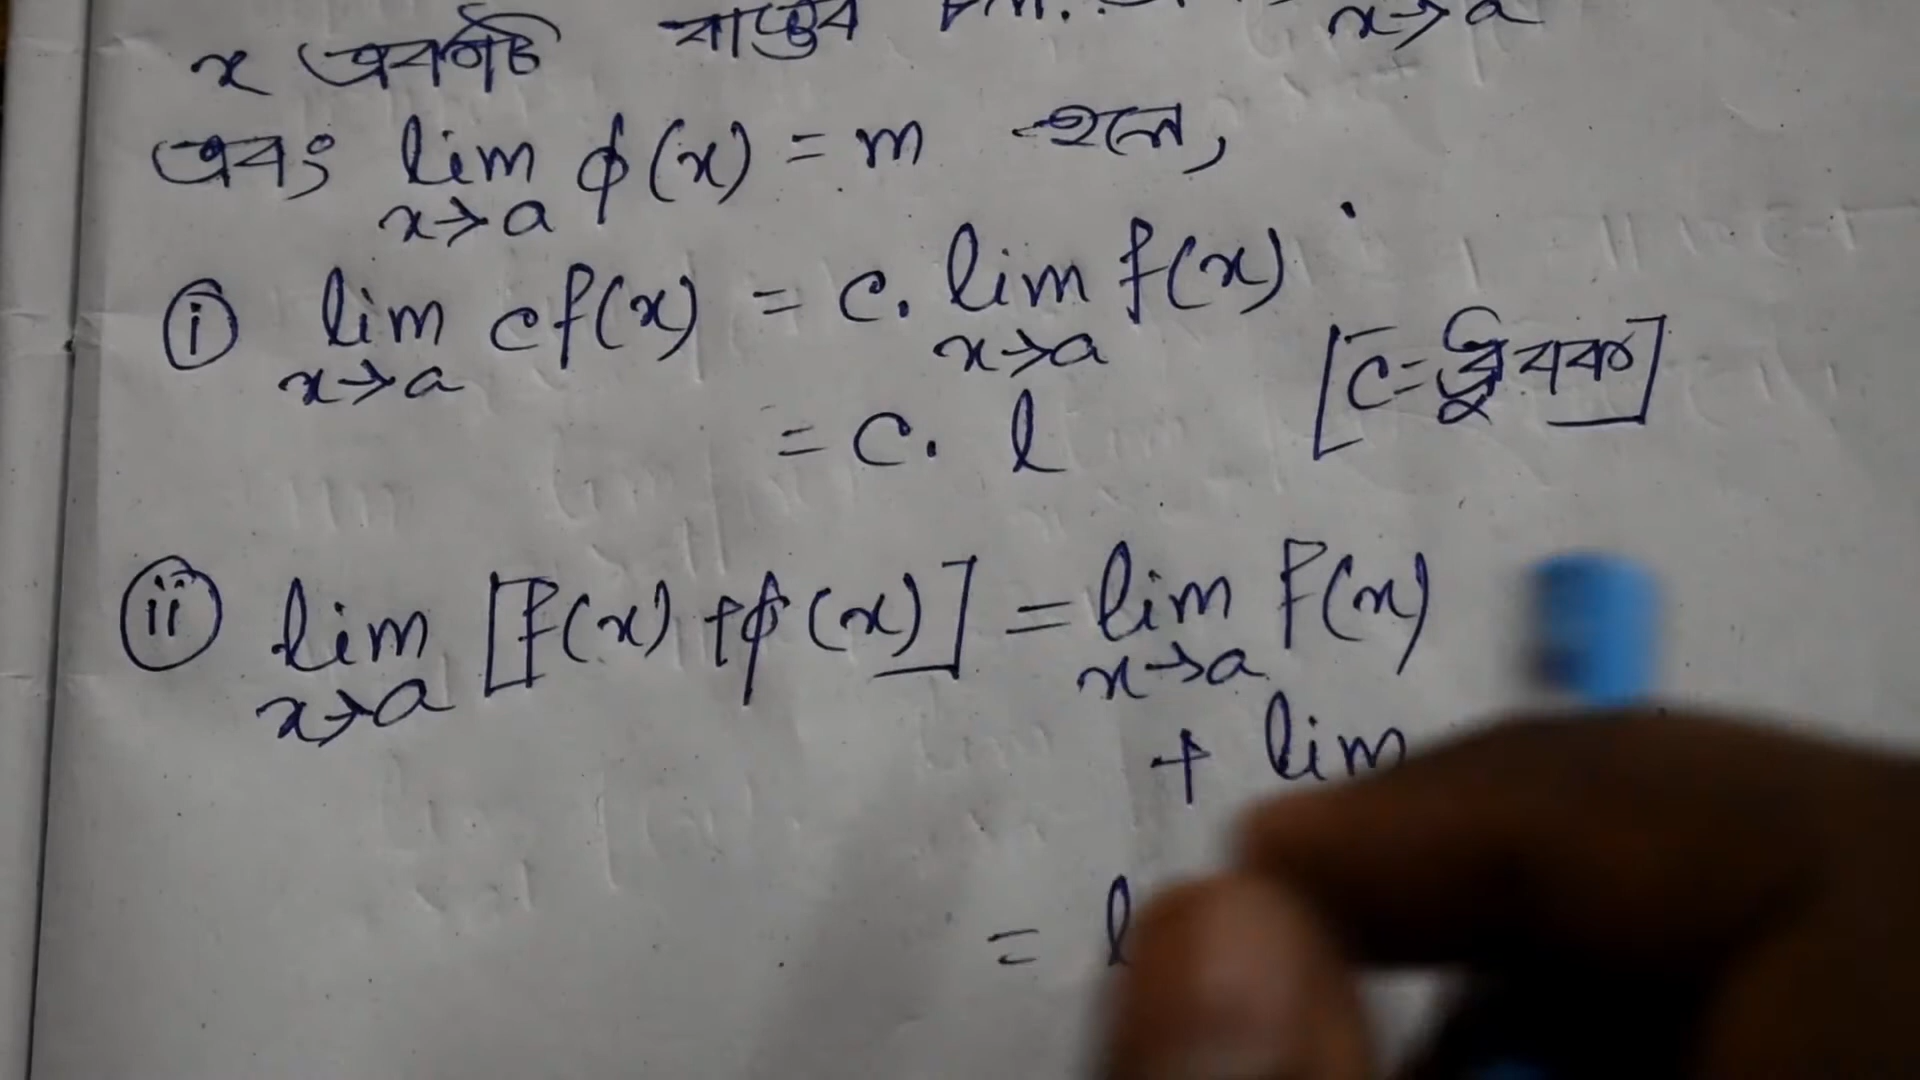 x একটি বাস্তব x→a
এবং lim x→a ϕ(x) = m হলে,
(i) lim x→a cf(x) = c. lim x→a f(x)
[c=ধ্রুবক]
= c. l
(ii) lim x→a [f(x) + ϕ(x)] = lim x→a f(x)
+ lim
= l